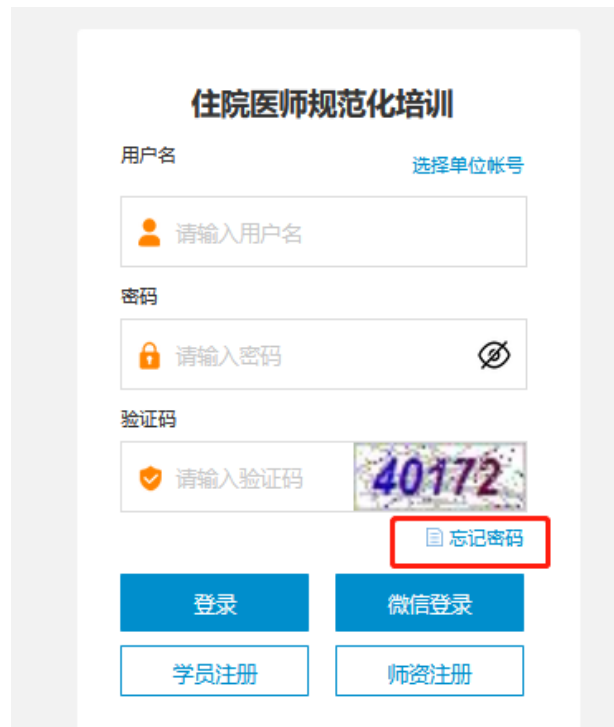 住院医师规范化培训
用户名
选择单位帐号
请输入用户名
密码
请输入密码
验证码
请输入验证码
40172
忘记密码
登录
微信登录
学员注册
师资注册